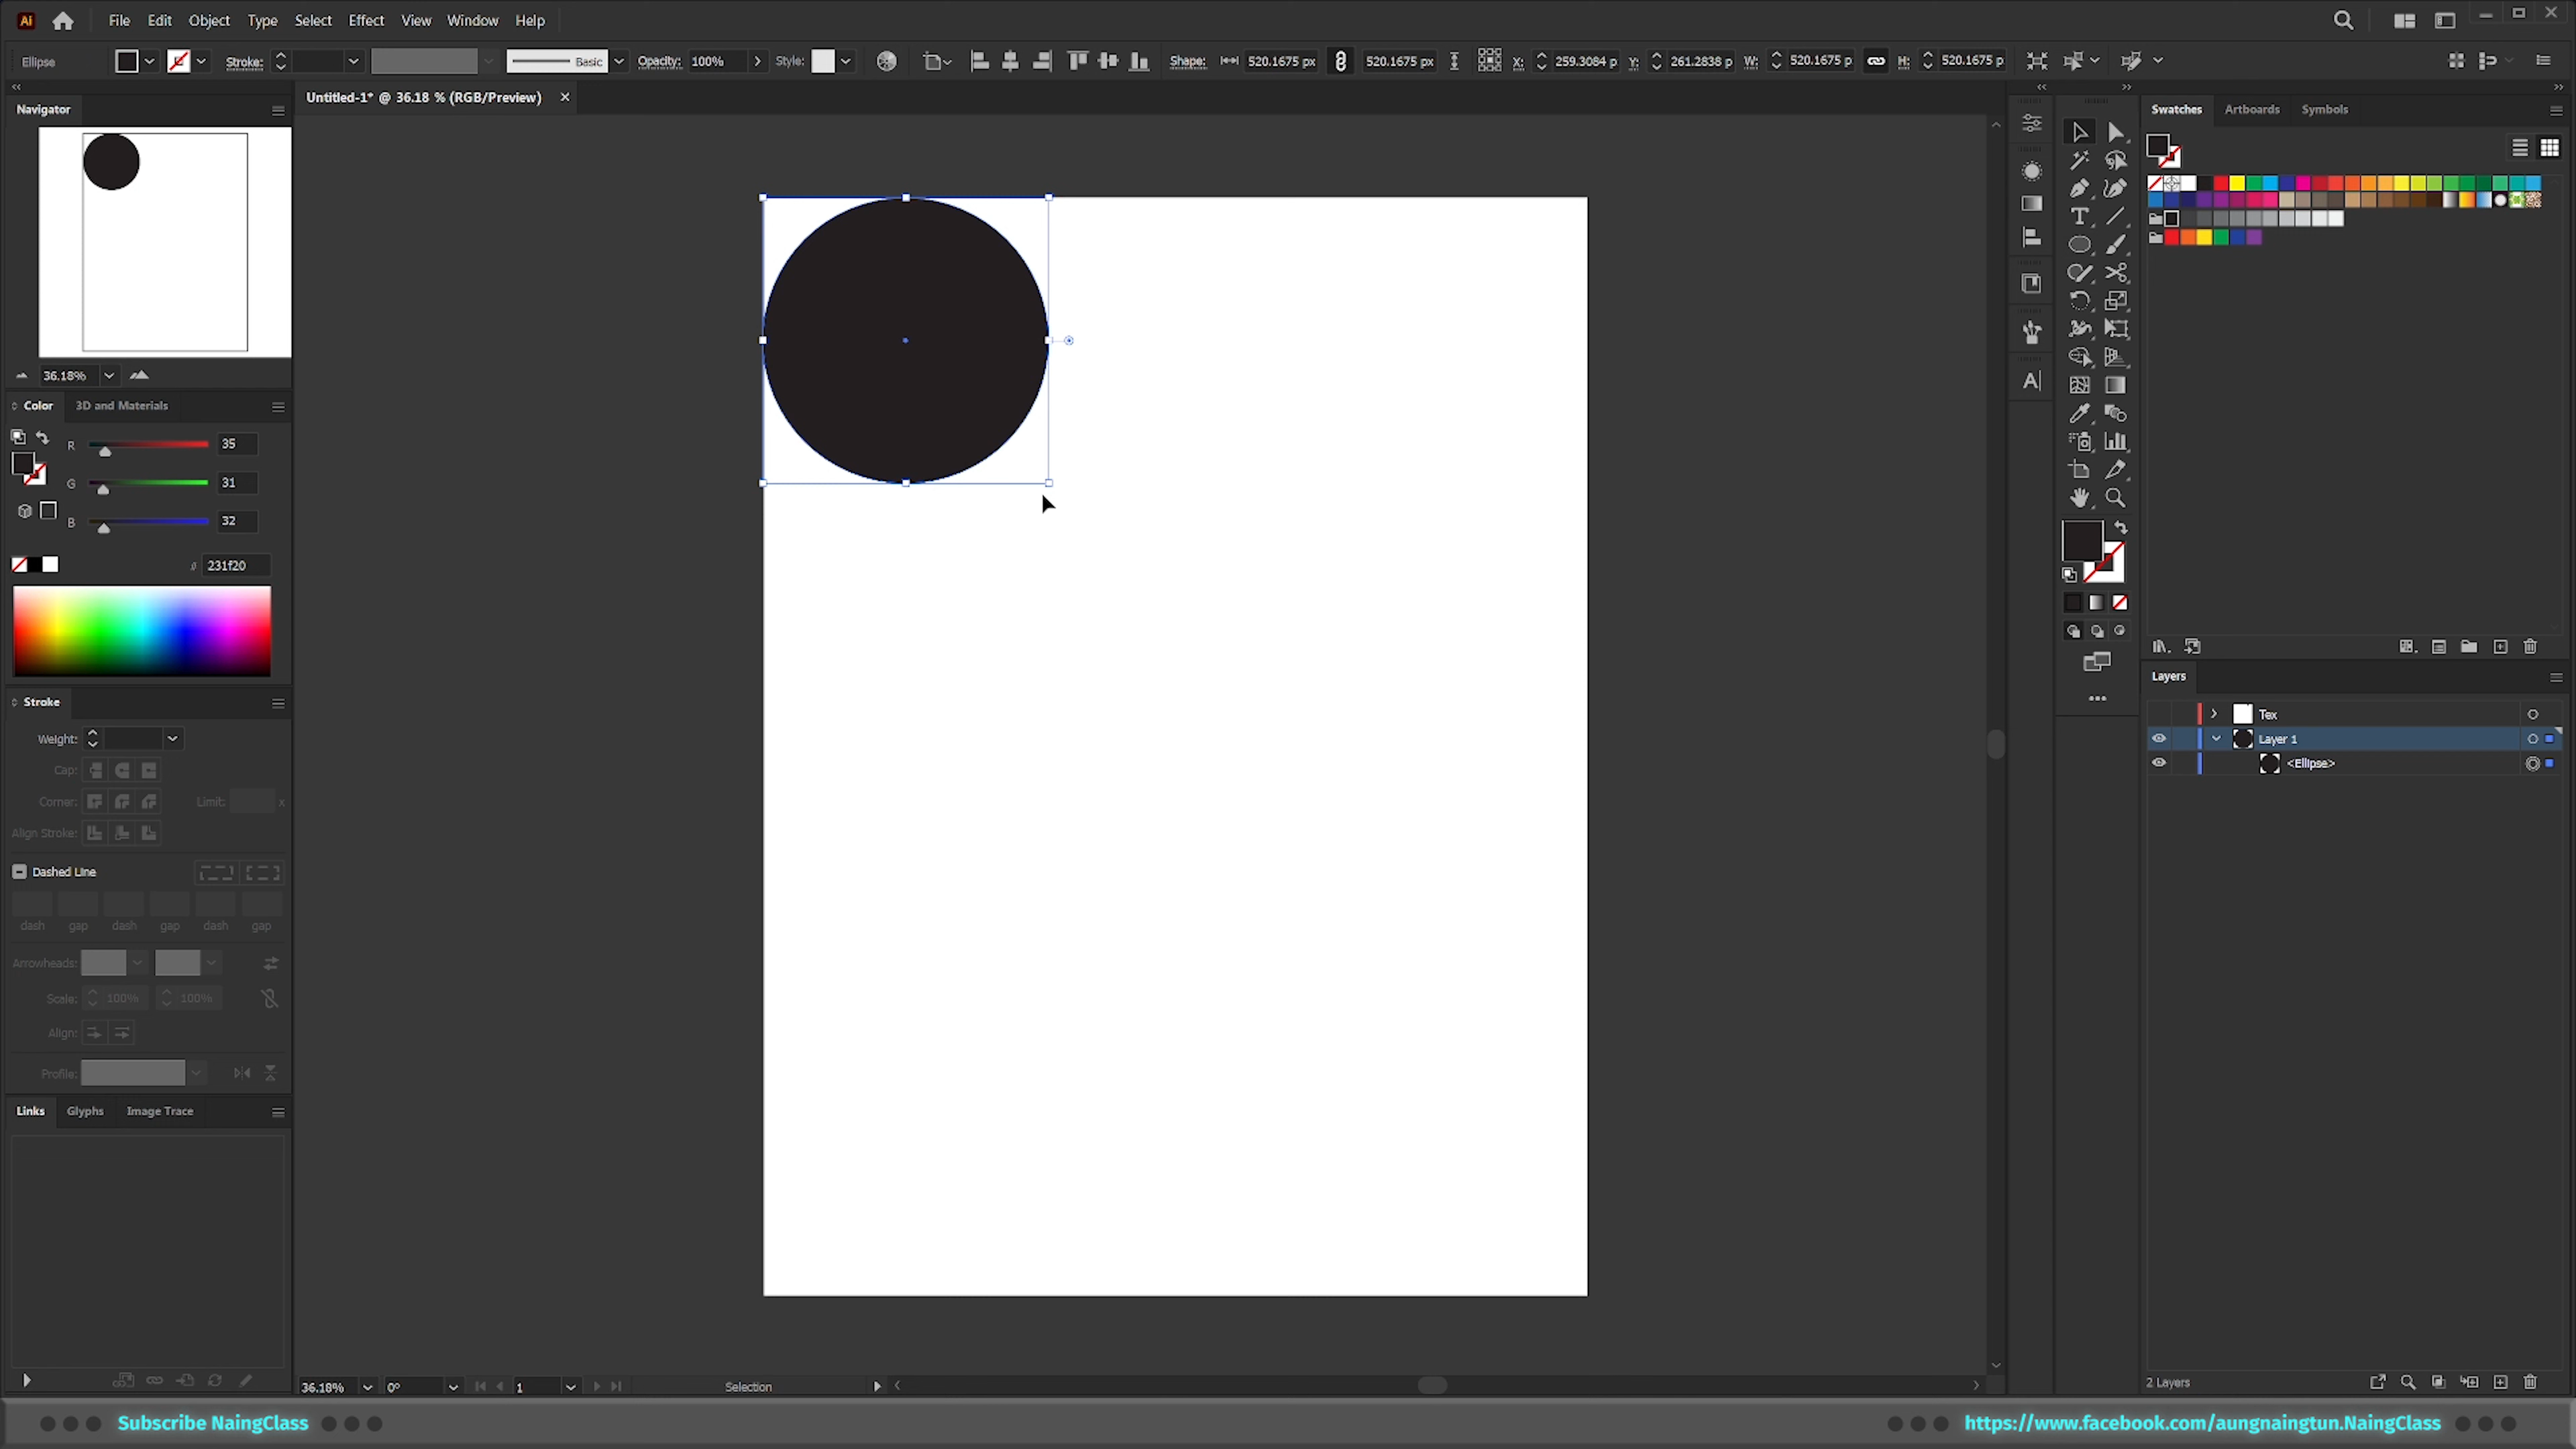 Ai File Edit Object Type Select Effect View Window Help
Ellipse Stroke: Basic Opacity: 100% Style: Shape: 520.1675 px 520.1675 px X: 259.3084 p Y: 261.2838 p W: 520.1675 p H: 520.1675 p
Untitled-1* @ 36.18 % (RGB/Preview)
Navigator
36.18%
Color 3D and Materials
R 35
G 31
B 32
# 231f20
Stroke
Weight:
Cap:
Corner: Limit: x
Align Stroke:
Dashed Line
dash gap dash gap dash gap
Arrowheads:
Scale: 100% 100%
Align:
Profile:
Links Glyphs Image Trace
36.18% 0° 1 Selection
Swatches Artboards Symbols
Layers
Tex
Layer 1
<Ellipse>
2 Layers
Subscribe NaingClass
https://www.facebook.com/aungnaingtun.NaingClass